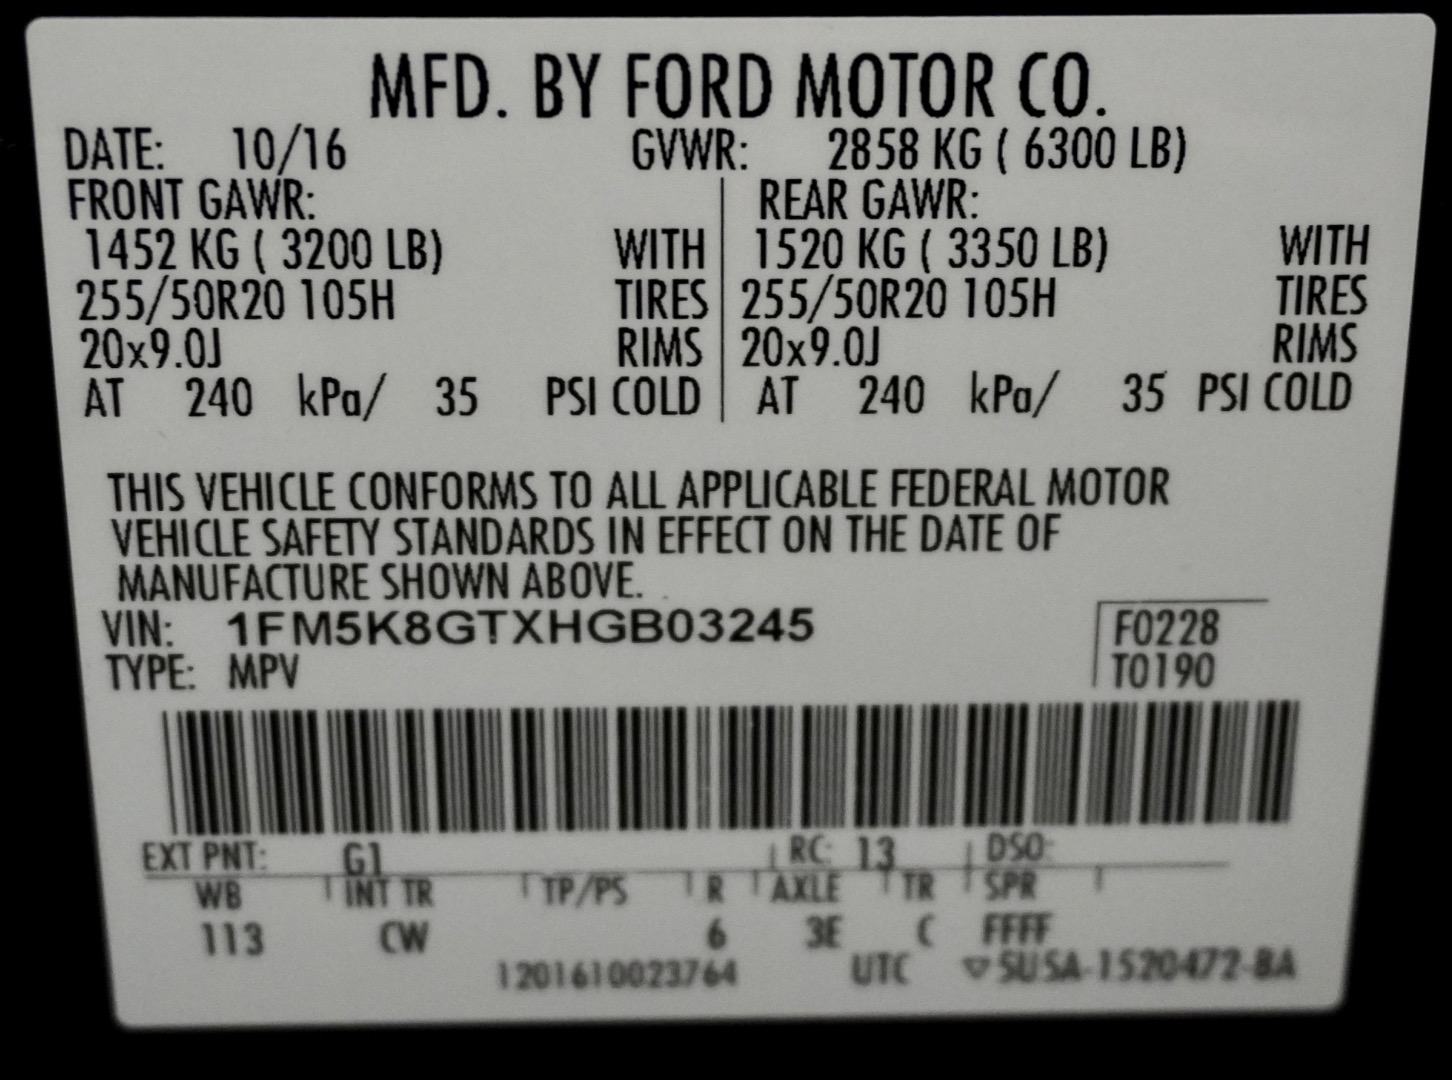 MFD. BY FORD MOTOR CO.
DATE: 10/16 GVWR: 2858 KG ( 6300 LB)
FRONT GAWR: REAR GAWR:
1452 KG ( 3200 LB) WITH 1520 KG ( 3350 LB) WITH
255/50R20 105H TIRES 255/50R20 105H TIRES
20x9.0J RIMS 20x9.0J RIMS
AT 240 kPa/ 35 PSI COLD AT 240 kPa/ 35 PSI COLD
THIS VEHICLE CONFORMS TO ALL APPLICABLE FEDERAL MOTOR
VEHICLE SAFETY STANDARDS IN EFFECT ON THE DATE OF
MANUFACTURE SHOWN ABOVE.
VIN: 1FM5K8GTXHGB03245 F0228
TYPE: MPV T0190
EXT PNT: G1 RC: 13 DSO:
WB INT TR TP/PS R AXLE TR SPR
113 CW 6 3E C FFFF
1201610023764 UTC ▽SUSA-1520472-BA